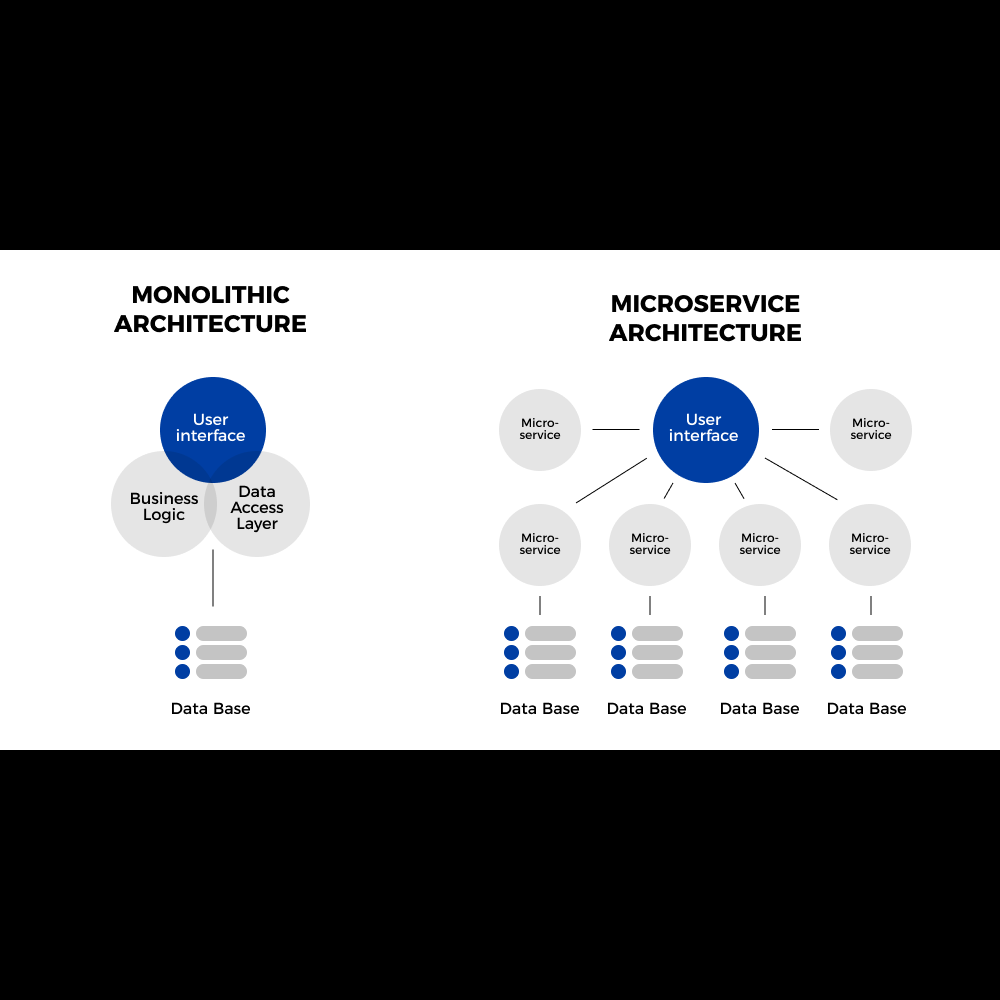 MONOLITHIC
ARCHITECTURE
User
interface
Business
Logic
Data
Access
Layer
Data Base
MICROSERVICE
ARCHITECTURE
Micro-
service
User
interface
Micro-
service
Micro-
service
Micro-
service
Micro-
service
Micro-
service
Data Base
Data Base
Data Base
Data Base